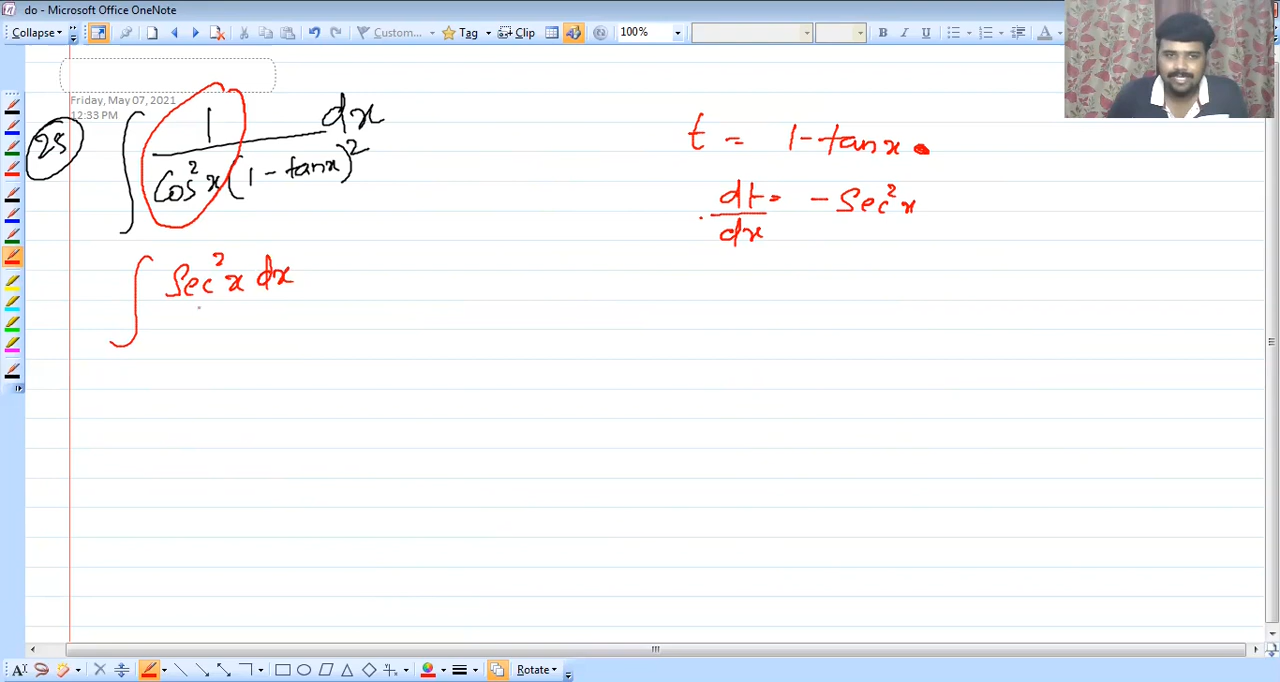 do - Microsoft Office OneNote
Collapse Custom... Tag Clip 100% B I U A
Friday, May 07, 2021
12:33 PM
25 ∫ 1/(Cos²x(1-tanx)²) dx
t = 1-tanx
dt/dx = -Sec²x
∫ Sec²x dx
A Rotate